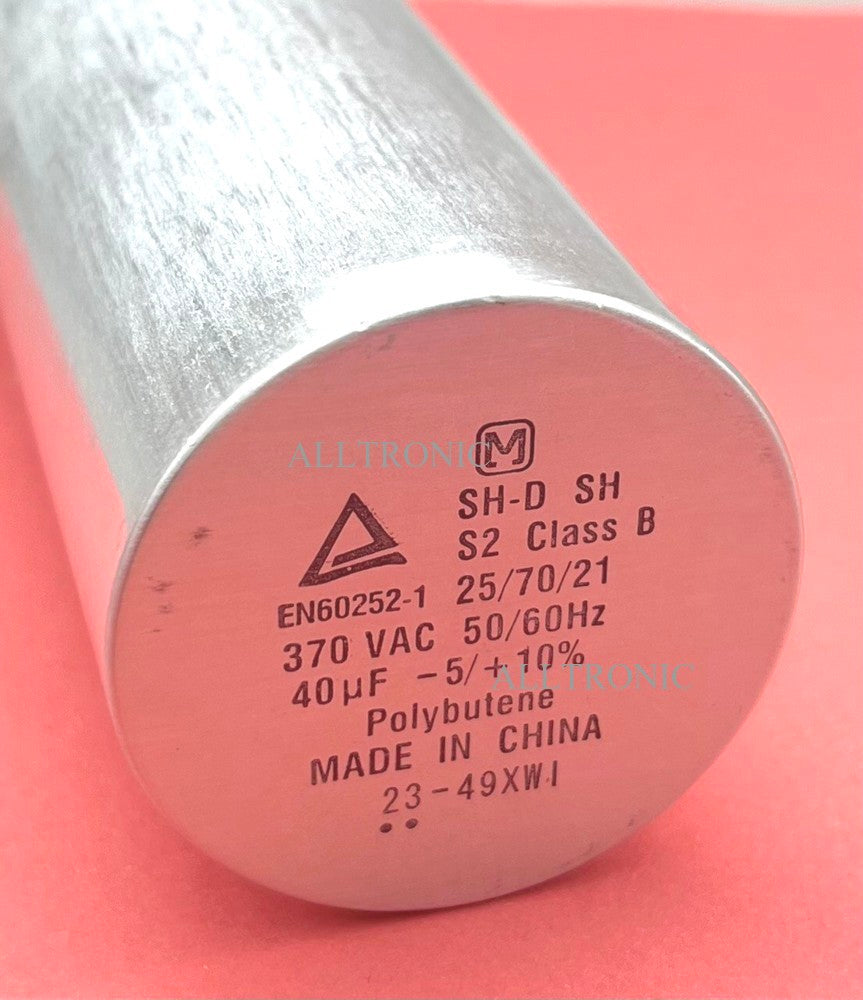 ALLTRONIC
M
SH-D SH
S2 Class B
EN60252-1 25/70/21
370 VAC 50/60Hz
40µF -5/+10%
ALLTRONIC
Polybutene
MADE IN CHINA
23-49XW1